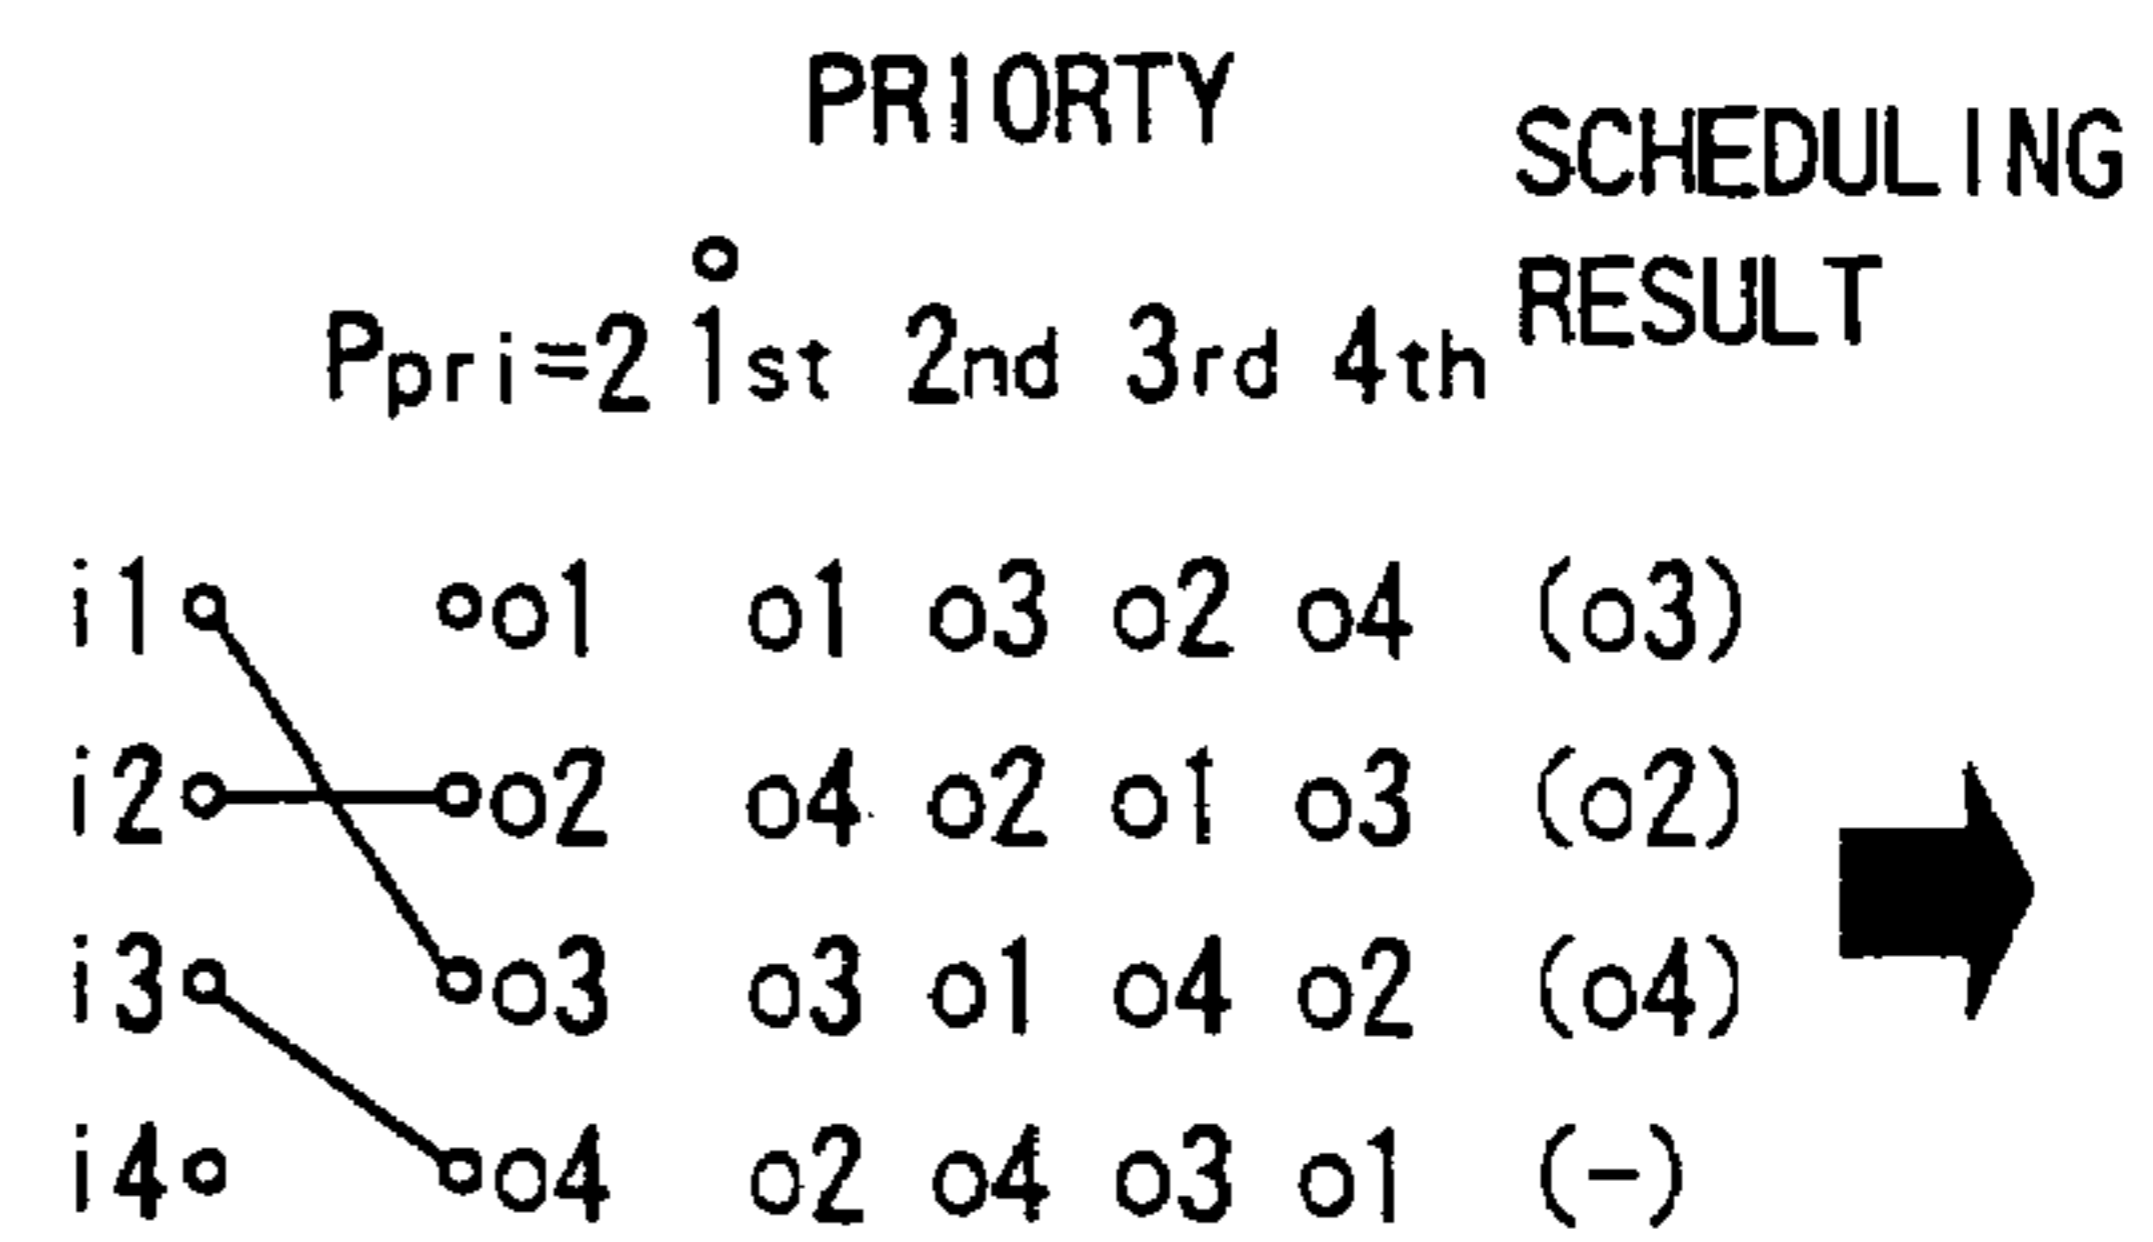 PRIORTY
SCHEDULING
RESULT
Ppri=2 1st 2nd 3rd 4th
i1 o1 o1 o3 o2 o4 (o3)
i2 o2 o4 o2 o1 o3 (o2)
i3 o3 o3 o1 o4 o2 (o4)
i4 o4 o2 o4 o3 o1 (-)